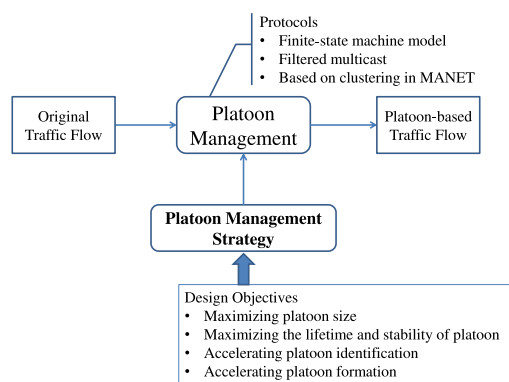 Protocols
• Finite-state machine model
• Filtered multicast
• Based on clustering in MANET
Original
Traffic Flow
Platoon
Management
Platoon-based
Traffic Flow
Platoon Management
Strategy
Design Objectives
• Maximizing platoon size
• Maximizing the lifetime and stability of platoon
• Accelerating platoon identification
• Accelerating platoon formation